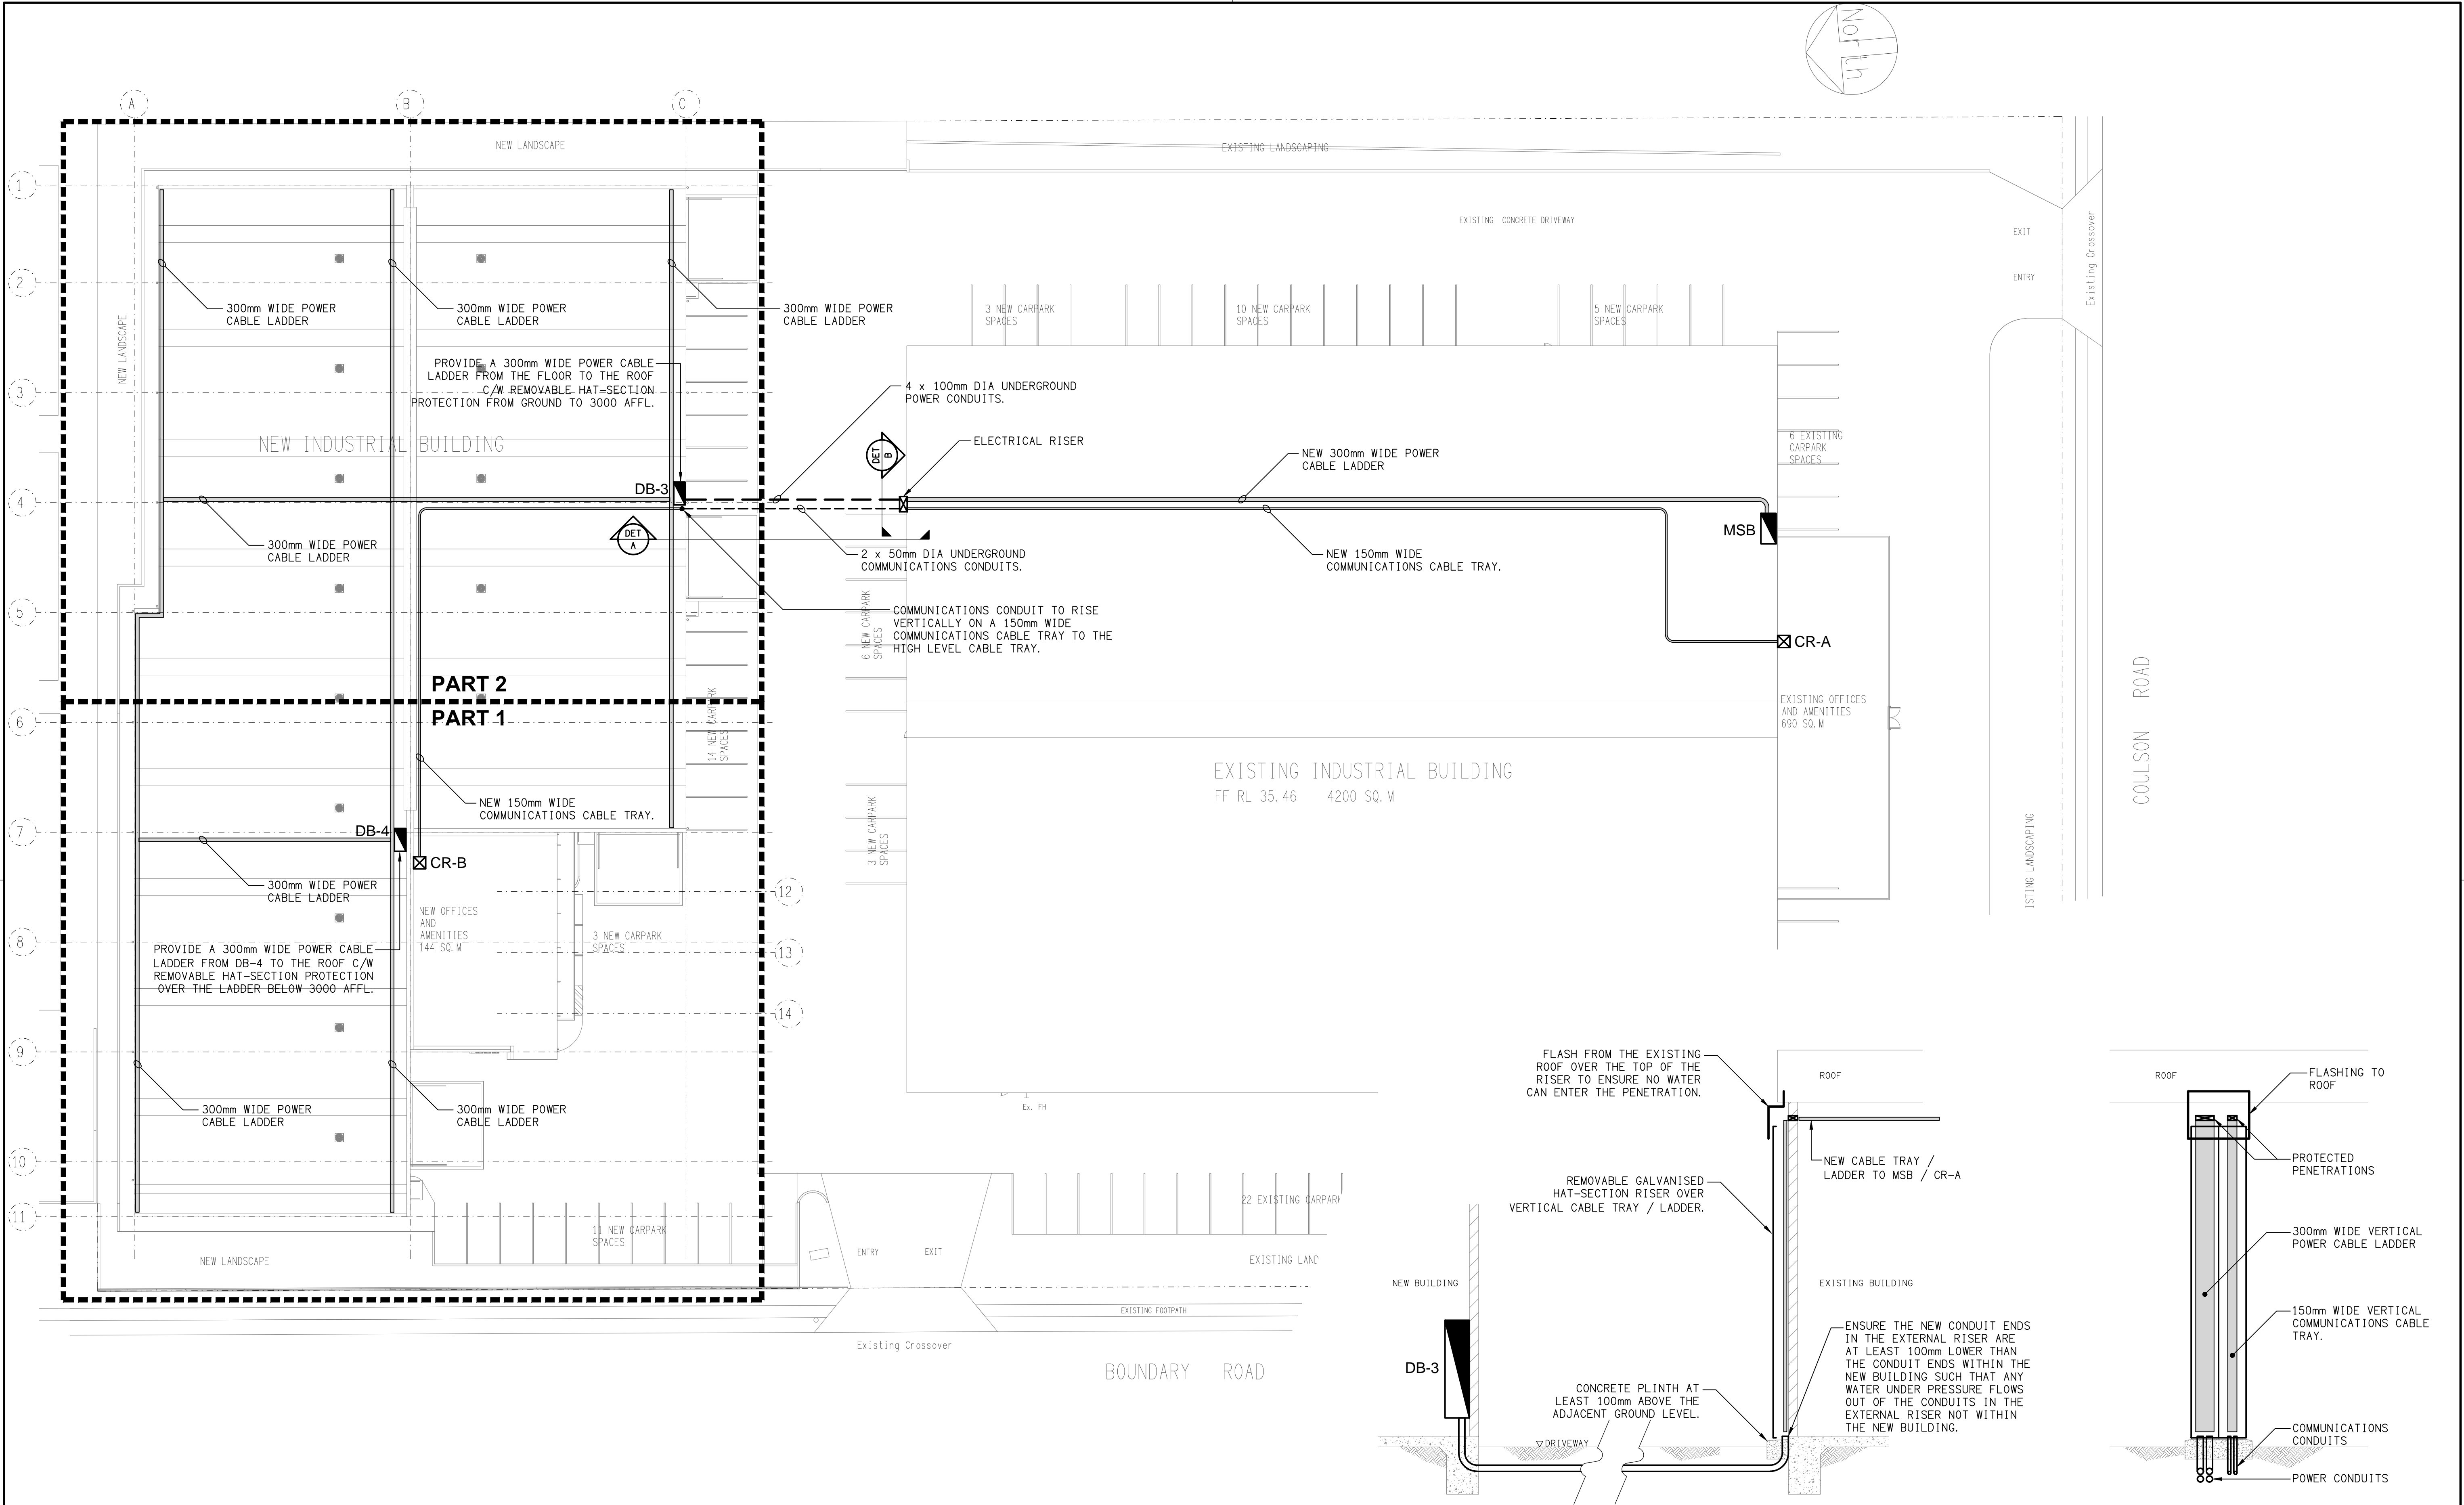 North
A
B
C
NEW LANDSCAPE
EXISTING LANDSCAPING
1
2
3
4
5
6
7
8
9
10
11
12
13
14
EXISTING CONCRETE DRIVEWAY
EXIT
ENTRY
Existing Crossover
NEW LANDSCAPE
300mm WIDE POWER
CABLE LADDER
300mm WIDE POWER
CABLE LADDER
300mm WIDE POWER
CABLE LADDER
3 NEW CARPARK
SPACES
10 NEW CARPARK
SPACES
5 NEW CARPARK
SPACES
PROVIDE A 300mm WIDE POWER CABLE
LADDER FROM THE FLOOR TO THE ROOF
C/W REMOVABLE HAT-SECTION
PROTECTION FROM GROUND TO 3000 AFFL.
4 x 100mm DIA UNDERGROUND
POWER CONDUITS.
NEW INDUSTRIAL BUILDING
DET
B
ELECTRICAL RISER
NEW 300mm WIDE POWER
CABLE LADDER
6 EXISTING
CARPARK
SPACES
DB-3
MSB
DET
A
300mm WIDE POWER
CABLE LADDER
2 x 50mm DIA UNDERGROUND
COMMUNICATIONS CONDUITS.
NEW 150mm WIDE
COMMUNICATIONS CABLE TRAY.
6 NEW CARPARK
SPACES
COMMUNICATIONS CONDUIT TO RISE
VERTICALLY ON A 150mm WIDE
COMMUNICATIONS CABLE TRAY TO THE
HIGH LEVEL CABLE TRAY.
CR-A
PART 2
PART 1
14 NEW CARPARK
SPACES
EXISTING OFFICES
AND AMENITIES
690 SQ.M
COULSON ROAD
EXISTING INDUSTRIAL BUILDING
FF RL 35.46 4200 SQ.M
NEW 150mm WIDE
COMMUNICATIONS CABLE TRAY.
3 NEW CARPARK
SPACES
DB-4
CR-B
ISTING LANDSCAPING
300mm WIDE POWER
CABLE LADDER
NEW OFFICES
AND
AMENITIES
144 SQ.M
3 NEW CARPARK
SPACES
PROVIDE A 300mm WIDE POWER CABLE
LADDER FROM DB-4 TO THE ROOF C/W
REMOVABLE HAT-SECTION PROTECTION
OVER THE LADDER BELOW 3000 AFFL.
300mm WIDE POWER
CABLE LADDER
300mm WIDE POWER
CABLE LADDER
Ex. FH
11 NEW CARPARK
SPACES
22 EXISTING CARPARK
NEW LANDSCAPE
ENTRY
EXIT
EXISTING LAND
EXISTING FOOTPATH
Existing Crossover
BOUNDARY ROAD
FLASH FROM THE EXISTING
ROOF OVER THE TOP OF THE
RISER TO ENSURE NO WATER
CAN ENTER THE PENETRATION.
ROOF
NEW CABLE TRAY /
LADDER TO MSB / CR-A
REMOVABLE GALVANISED
HAT-SECTION RISER OVER
VERTICAL CABLE TRAY / LADDER.
NEW BUILDING
EXISTING BUILDING
DB-3
CONCRETE PLINTH AT
LEAST 100mm ABOVE THE
ADJACENT GROUND LEVEL.
DRIVEWAY
ENSURE THE NEW CONDUIT ENDS
IN THE EXTERNAL RISER ARE
AT LEAST 100mm LOWER THAN
THE CONDUIT ENDS WITHIN THE
NEW BUILDING SUCH THAT ANY
WATER UNDER PRESSURE FLOWS
OUT OF THE CONDUITS IN THE
EXTERNAL RISER NOT WITHIN
THE NEW BUILDING.
ROOF
FLASHING TO
ROOF
PROTECTED
PENETRATIONS
300mm WIDE VERTICAL
POWER CABLE LADDER
150mm WIDE VERTICAL
COMMUNICATIONS CABLE
TRAY.
COMMUNICATIONS
CONDUITS
POWER CONDUITS